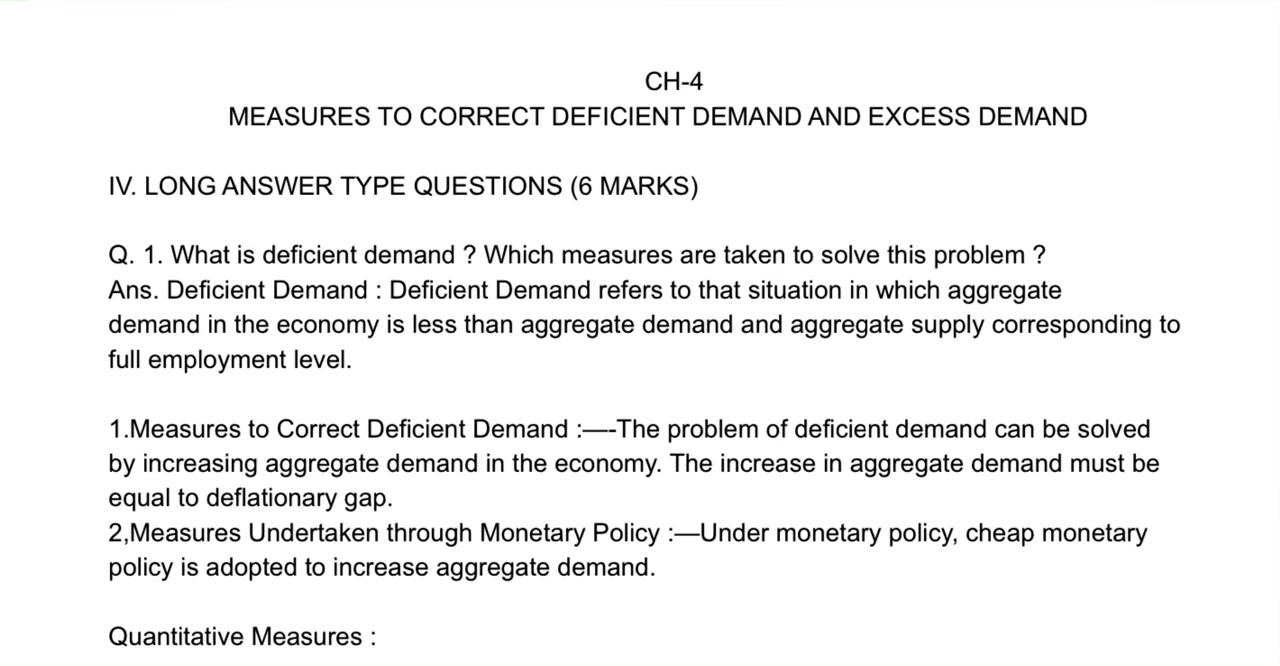 CH-4
MEASURES TO CORRECT DEFICIENT DEMAND AND EXCESS DEMAND
IV. LONG ANSWER TYPE QUESTIONS (6 MARKS)
Q. 1. What is deficient demand ? Which measures are taken to solve this problem ?
Ans. Deficient Demand : Deficient Demand refers to that situation in which aggregate
demand in the economy is less than aggregate demand and aggregate supply corresponding to
full employment level.
1.Measures to Correct Deficient Demand :—-The problem of deficient demand can be solved
by increasing aggregate demand in the economy. The increase in aggregate demand must be
equal to deflationary gap.
2,Measures Undertaken through Monetary Policy :—Under monetary policy, cheap monetary
policy is adopted to increase aggregate demand.
Quantitative Measures :